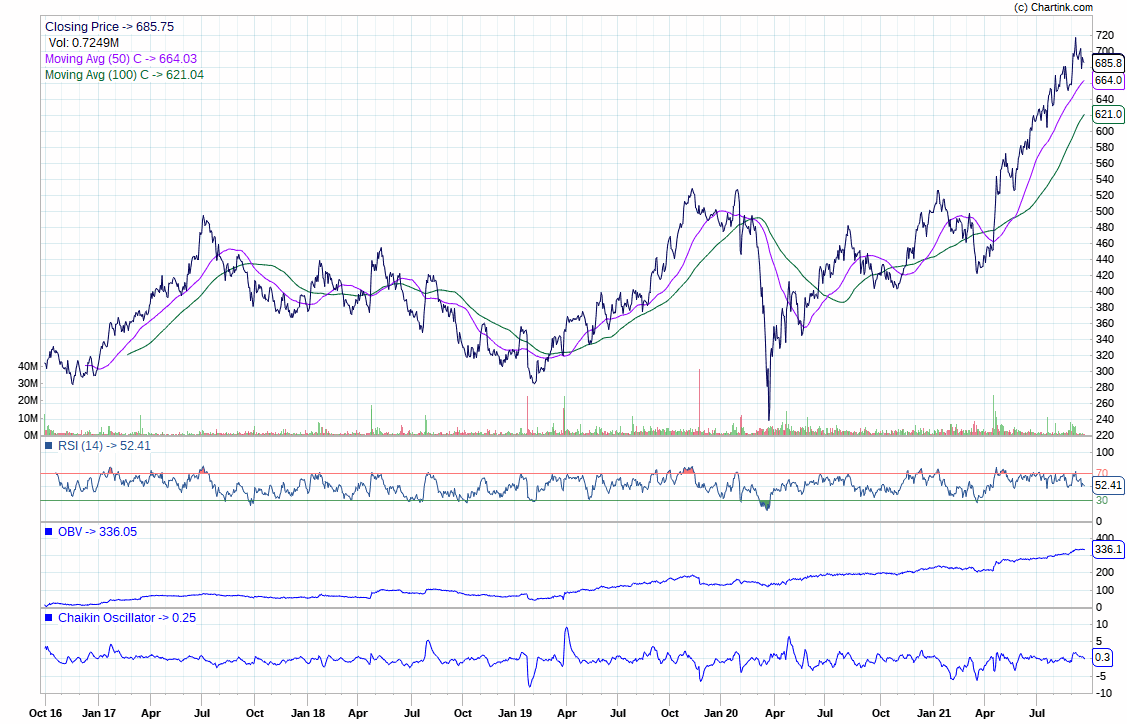 (c) Chartink.com
Closing Price -> 685.75
Vol: 0.7249M
Moving Avg (50) C -> 664.03
Moving Avg (100) C -> 621.04
720
700
685.8
664.0
640
621.0
600
580
560
540
520
500
480
460
440
420
400
380
360
340
320
300
280
260
240
220
40M
30M
20M
10M
0M
RSI (14) -> 52.41
100
70
52.41
30
0
OBV -> 336.05
400
336.1
200
100
0
Chaikin Oscillator -> 0.25
10
5
0.3
-5
-10
Oct 16 Jan 17 Apr Jul Oct Jan 18 Apr Jul Oct Jan 19 Apr Jul Oct Jan 20 Apr Jul Oct Jan 21 Apr Jul